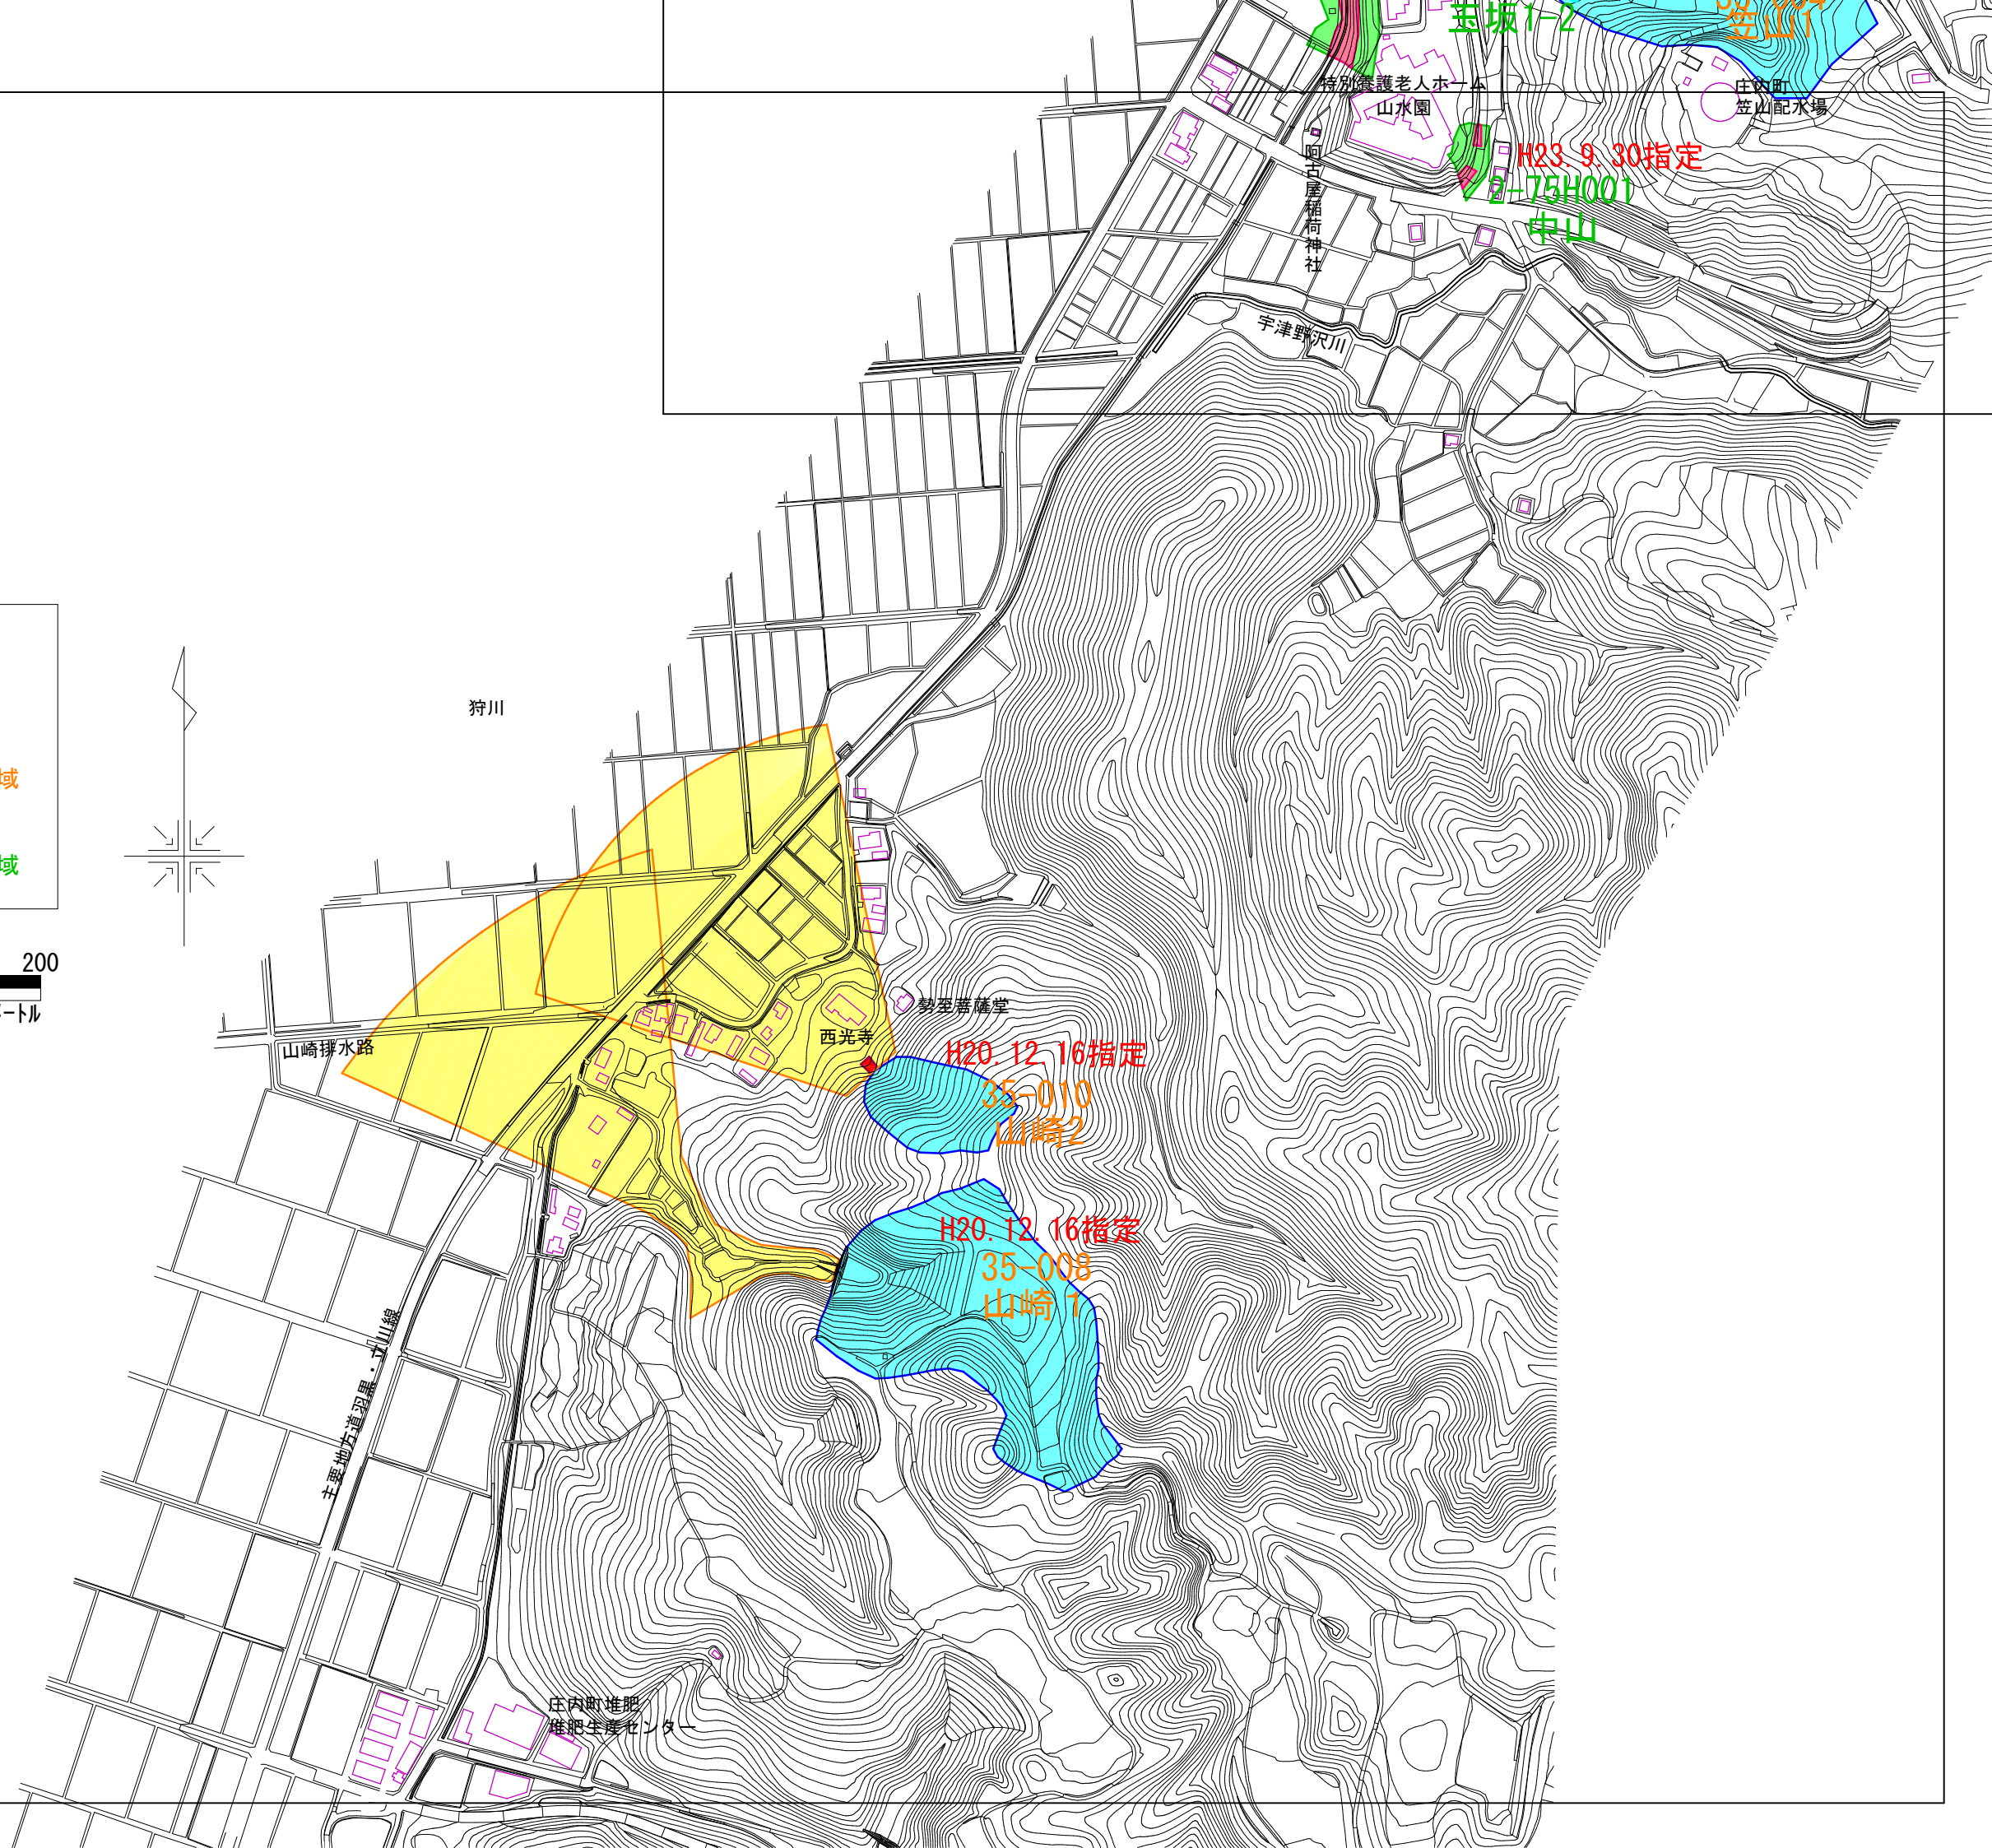 玉坂1-2
笠山1
特別養護老人ホーム
山水園
庄内町
笠山配水場
阿古屋稲荷神社
H23.9.30指定
2-75H001
中山
宇津野沢川
狩川
域
域
200
山崎排水路
勢至菩薩堂
西光寺
H20.12.16指定
35-010
山崎2
H20.12.16指定
35-008
山崎1
主要地方道羽黒・立川線
庄内町堆肥
堆肥生産センター